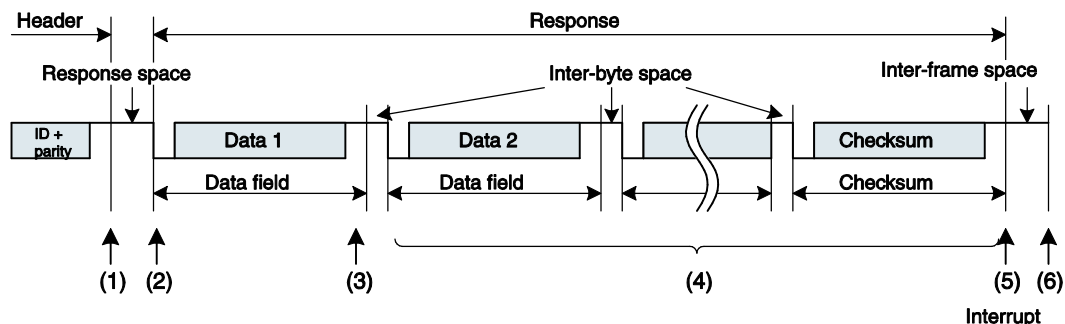 Header
Response
Response space
Inter-byte space
Inter-frame space
ID +
parity
Data 1
Data 2
Checksum
Data field
Data field
Checksum
(1)
(2)
(3)
(4)
(5)
(6)
Interrupt